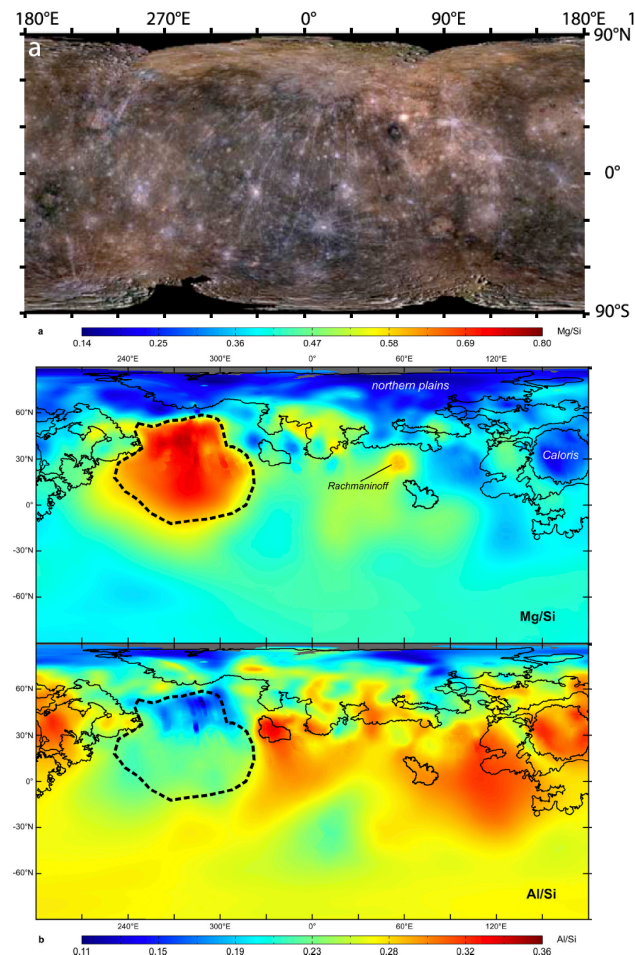 180°E 270°E 0° 90°E 180°E 1
90°N
a
0°
90°S
a Mg/Si
0.14 0.25 0.36 0.47 0.58 0.69 0.80
240°E 300°E 0° 60°E 120°E
northern plains
60°N
30°N
Caloris
Rachmaninoff
0°N
-30°N
-60°N
Mg/Si
60°N
30°N
0°N
-30°N
-60°N
Al/Si
240°E 300°E 0° 60°E 120°E
b Al/Si
0.11 0.15 0.19 0.23 0.28 0.32 0.36